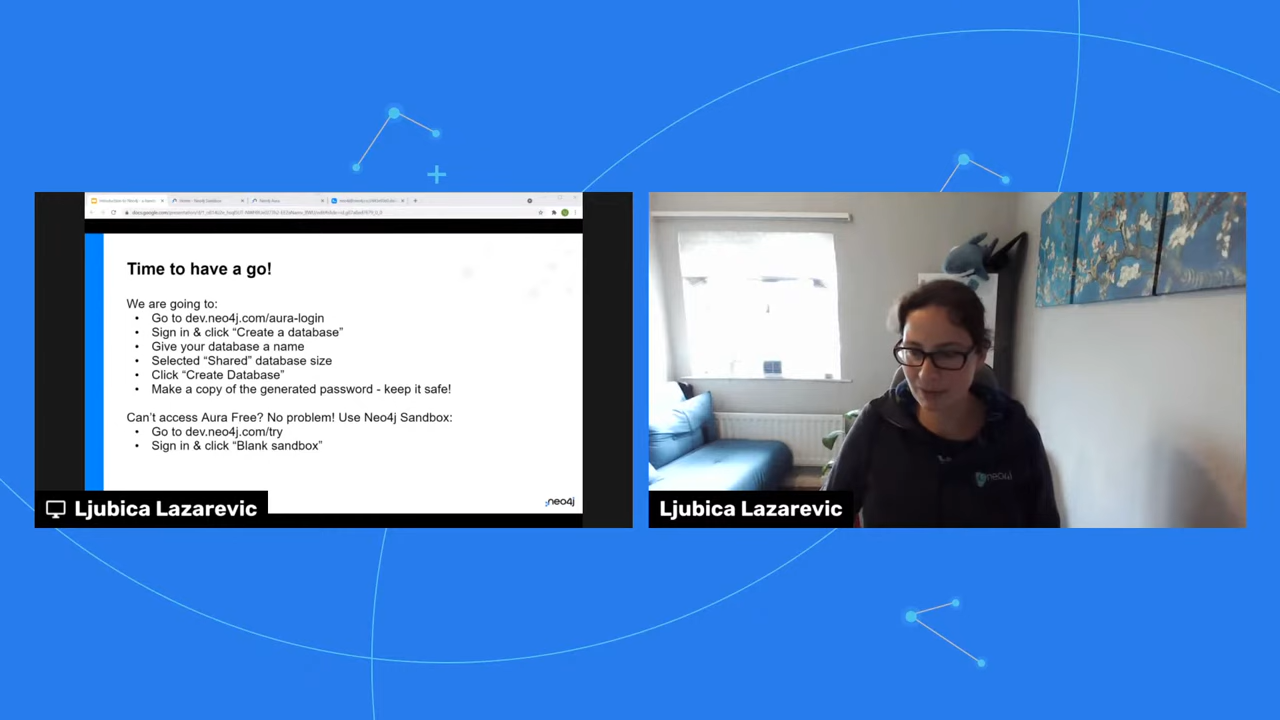 Time to have a go!
We are going to:
• Go to dev.neo4j.com/aura-login
• Sign in & click “Create a database”
• Give your database a name
• Selected “Shared” database size
• Click “Create Database”
• Make a copy of the generated password - keep it safe!
Can’t access Aura Free? No problem! Use Neo4j Sandbox:
• Go to dev.neo4j.com/try
• Sign in & click “Blank sandbox”
neo4j
Ljubica Lazarevic
neo4j
Ljubica Lazarevic